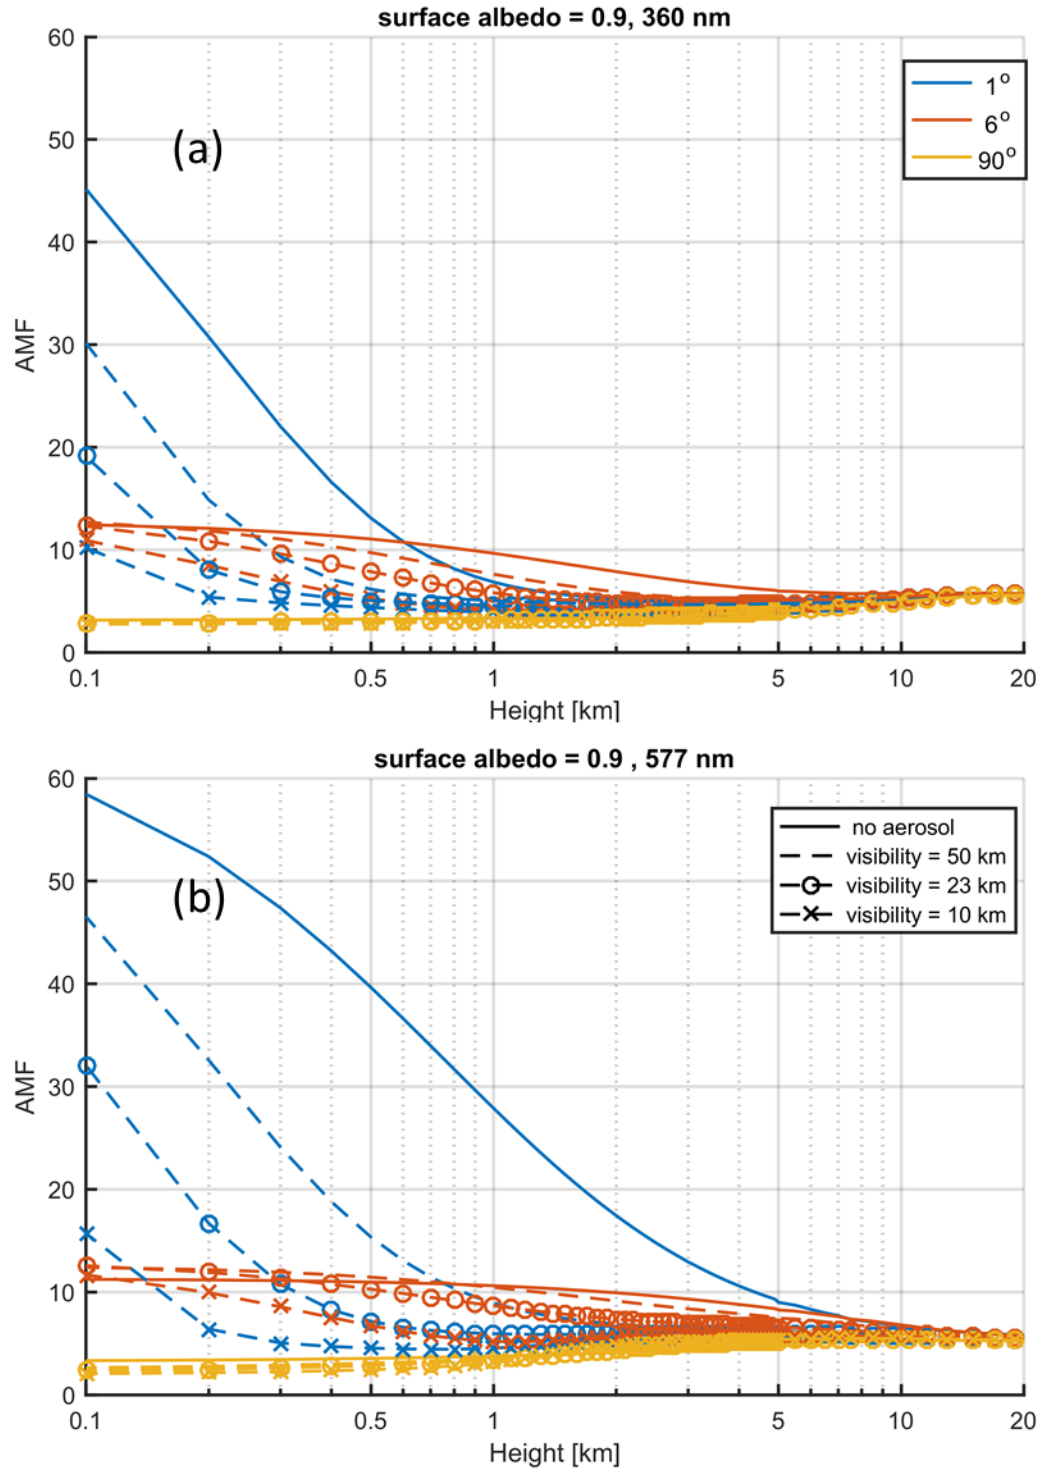 surface albedo = 0.9, 360 nm
60
50
40
30
20
10
0
AMF
(a)
1°
6°
90°
0.1 0.5 1 5 10 20
Height [km]
surface albedo = 0.9 , 577 nm
60
50
40
30
20
10
0
AMF
(b)
no aerosol
visibility = 50 km
visibility = 23 km
visibility = 10 km
0.1 0.5 1 5 10 20
Height [km]